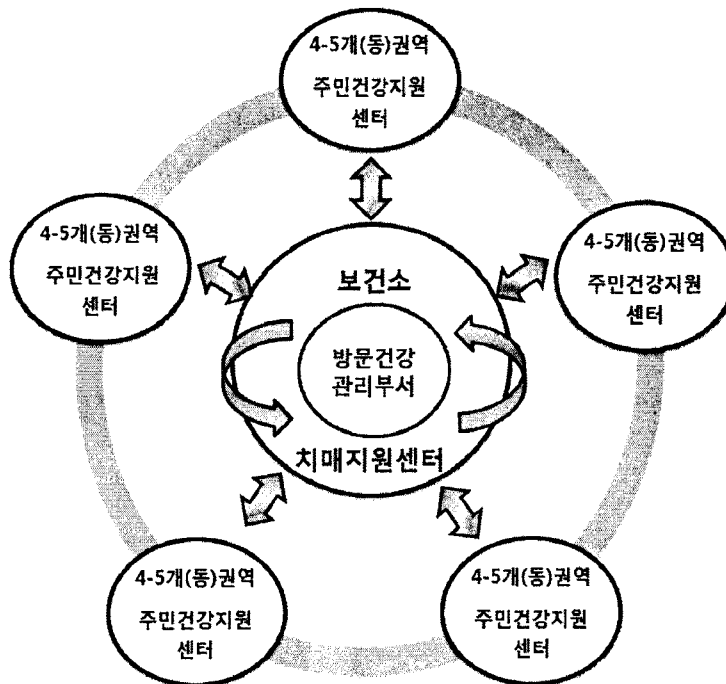 4-5개(동)권역
주민건강지원
센터
4-5개(동)권역
주민건강지원
센터
4-5개(동)권역
주민건강지원
센터
보건소
방문건강
관리부서
치매지원센터
4-5개(동)권역
주민건강지원
센터
4-5개(동)권역
주민건강지원
센터